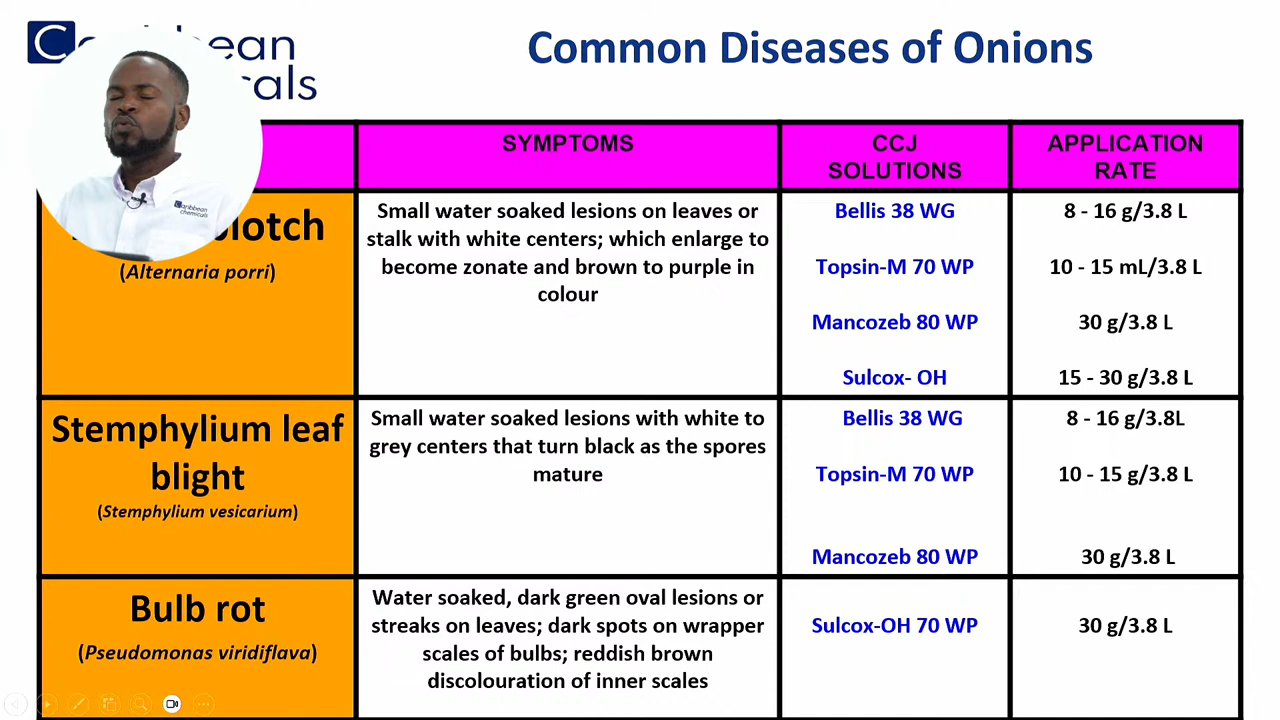 Caribbean
Common Diseases of Onions
SYMPTOMS
CCJ
SOLUTIONS
APPLICATION
RATE
Caribbean
chemicals
(Alternaria porri)
Small water soaked lesions on leaves or
stalk with white centers; which enlarge to
become zonate and brown to purple in
colour
Bellis 38 WG
8 - 16 g/3.8 L
Topsin-M 70 WP
10 - 15 mL/3.8 L
Mancozeb 80 WP
30 g/3.8 L
Sulcox- OH
15 - 30 g/3.8 L
Stemphylium leaf
blight
(Stemphylium vesicarium)
Small water soaked lesions with white to
grey centers that turn black as the spores
mature
Bellis 38 WG
8 - 16 g/3.8L
Topsin-M 70 WP
10 - 15 g/3.8 L
Mancozeb 80 WP
30 g/3.8 L
Bulb rot
(Pseudomonas viridiflava)
Water soaked, dark green oval lesions or
streaks on leaves; dark spots on wrapper
scales of bulbs; reddish brown
discolouration of inner scales
Sulcox-OH 70 WP
30 g/3.8 L